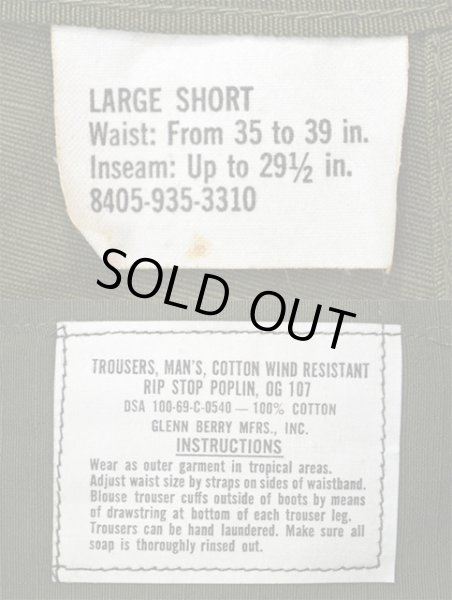 LARGE SHORT
Waist: From 35 to 39 in.
Inseam: Up to 29½ in.
8405-935-3310
SOLD OUT
TROUSERS, MAN'S, COTTON WIND RESISTANT
RIP STOP POPLIN, OG 107
DSA 100-69-C-0540 — 100% COTTON
GLENN BERRY MFRS., INC.
INSTRUCTIONS
Wear as outer garment in tropical areas.
Adjust waist size by straps on sides of waistband.
Blouse trouser cuffs outside of boots by means
of drawstring at bottom of each trouser leg.
Trousers can be hand laundered. Make sure all
soap is thoroughly rinsed out.